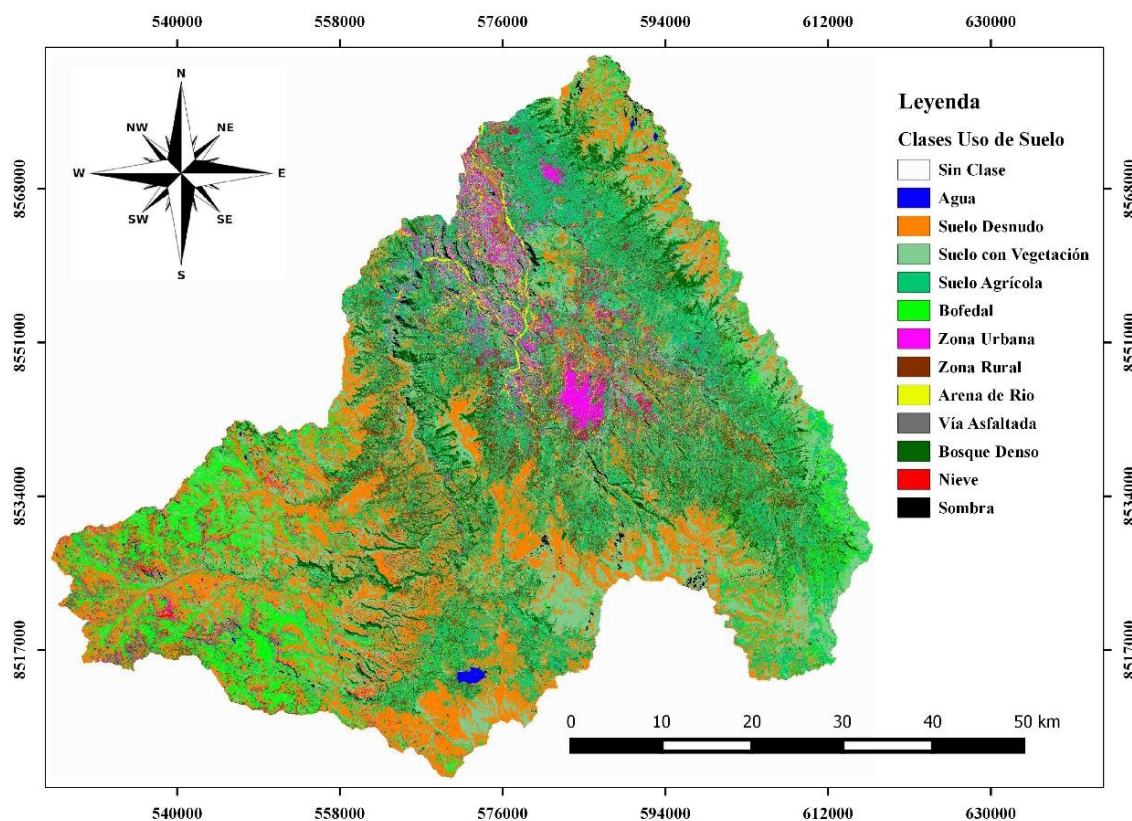 540000 558000 576000 594000 612000 630000
N
NW NE
W E
SW SE
S
8568000 8568000
8551000 8551000
8534000 8534000
8517000 8517000
Leyenda
Clases Uso de Suelo
Sin Clase
Agua
Suelo Desnudo
Suelo con Vegetación
Suelo Agrícola
Bofedal
Zona Urbana
Zona Rural
Arena de Rio
Vía Asfaltada
Bosque Denso
Nieve
Sombra
0 10 20 30 40 50 km
540000 558000 576000 594000 612000 630000